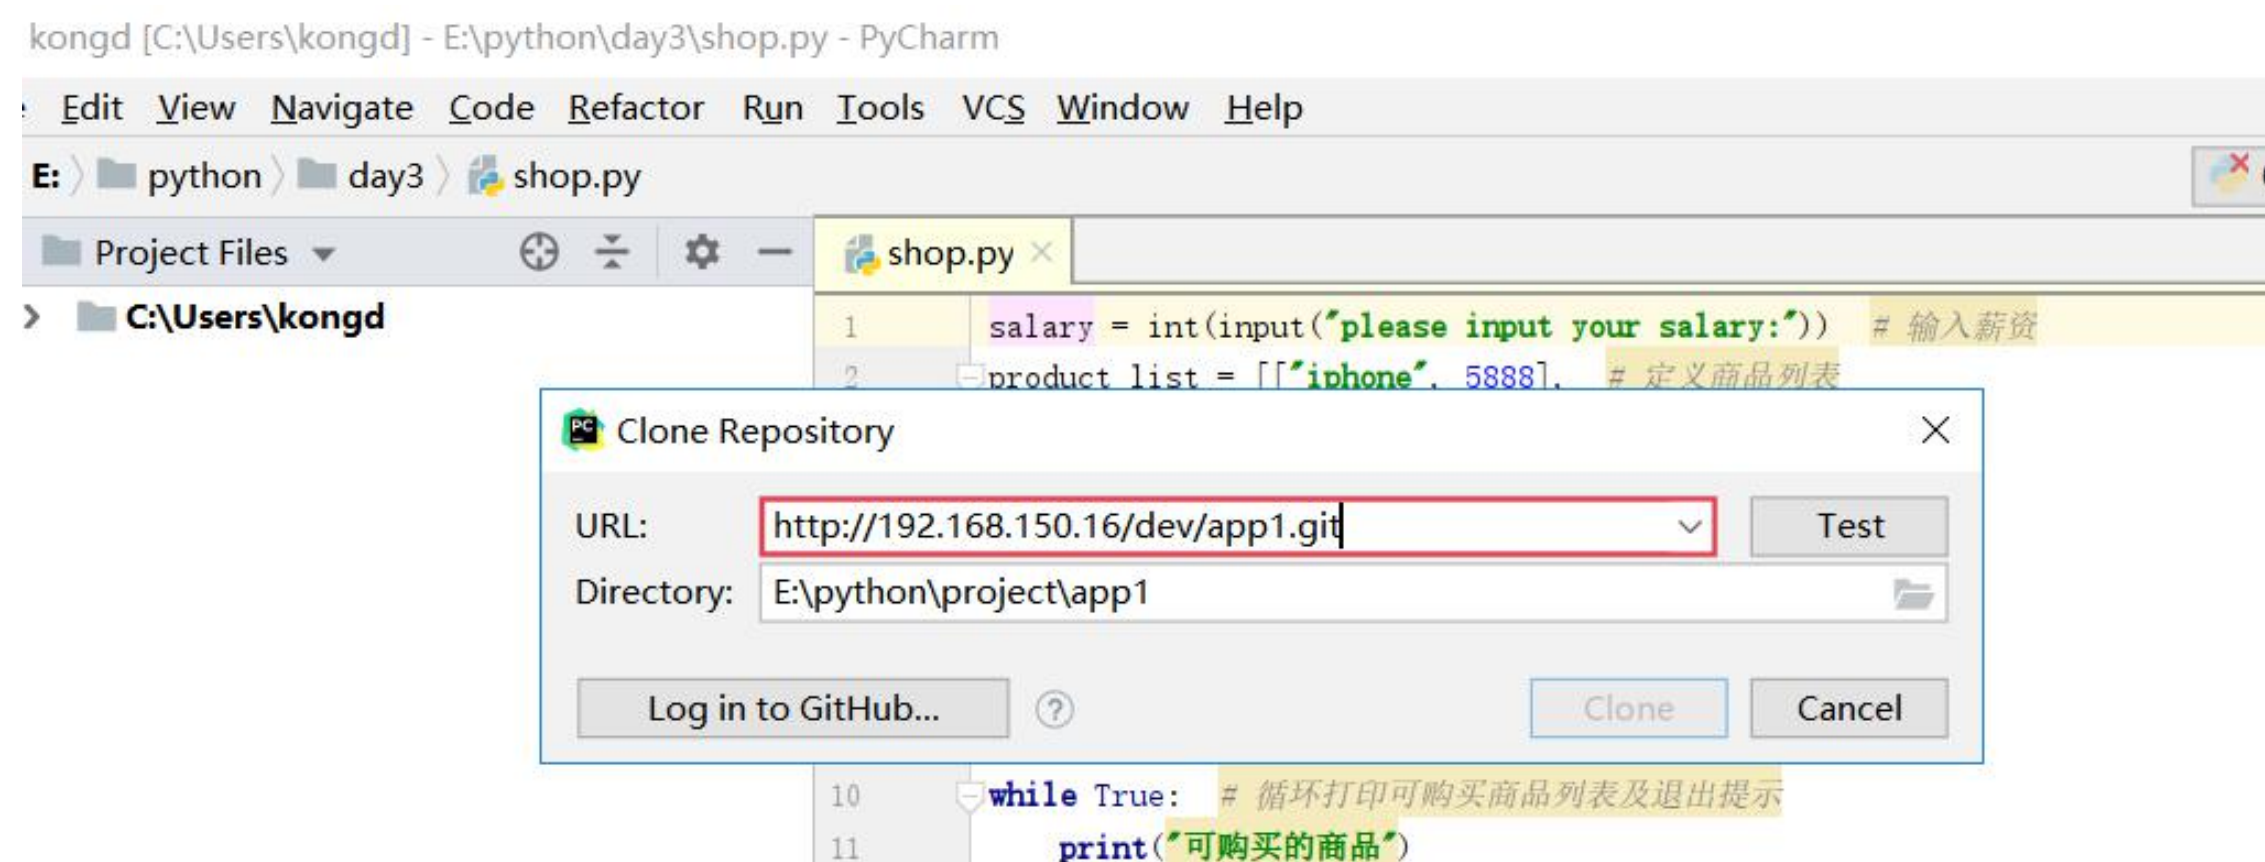 kongd [C:\Users\kongd] - E:\python\day3\shop.py - PyCharm
Edit View Navigate Code Refactor Run Tools VCS Window Help
E: python day3 shop.py
Project Files
shop.py
C:\Users\kongd
1 salary = int(input("please input your salary:")) # 输入薪资
2 product_list = [["iphone", 5888], # 定义商品列表
Clone Repository
URL: http://192.168.150.16/dev/app1.git Test
Directory: E:\python\project\app1
Log in to GitHub... ? Clone Cancel
10 while True: # 循环打印可购买商品列表及退出提示
11 print("可购买的商品")